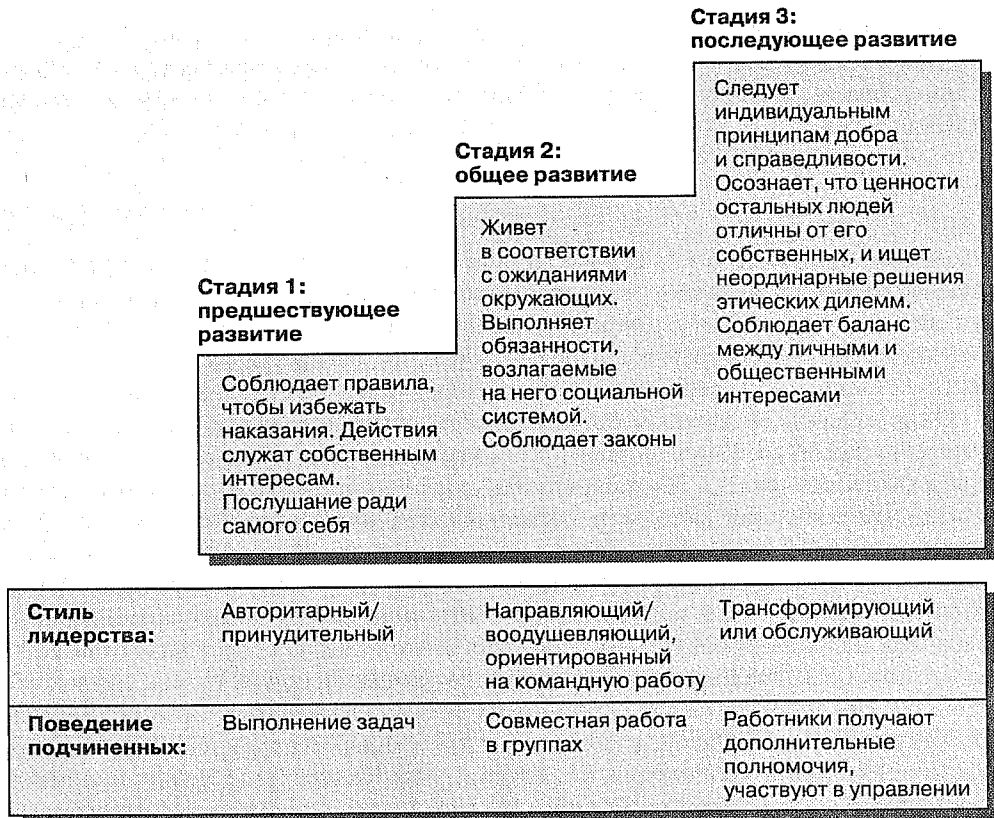 Стадия 3:
последующее развитие
Следует
индивидуальным
принципам добра
и справедливости.
Осознает, что ценности
остальных людей
отличны от его
собственных, и ищет
неординарные решения
этических дилемм.
Соблюдает баланс
между личными и
общественными
интересами
Стадия 2:
общее развитие
Живет
в соответствии
с ожиданиями
окружающих.
Выполняет
обязанности,
возлагаемые
на него социальной
системой.
Соблюдает законы
Стадия 1:
предшествующее
развитие
Соблюдает правила,
чтобы избежать
наказания. Действия
служат собственным
интересам.
Послушание ради
самого себя
Стиль
лидерства:
Авторитарный/
принудительный
Направляющий/
воодушевляющий,
ориентированный
на командную работу
Трансформирующий
или обслуживающий
Поведение
подчиненных:
Выполнение задач
Совместная работа
в группах
Работники получают
дополнительные
полномочия,
участвуют в управлении